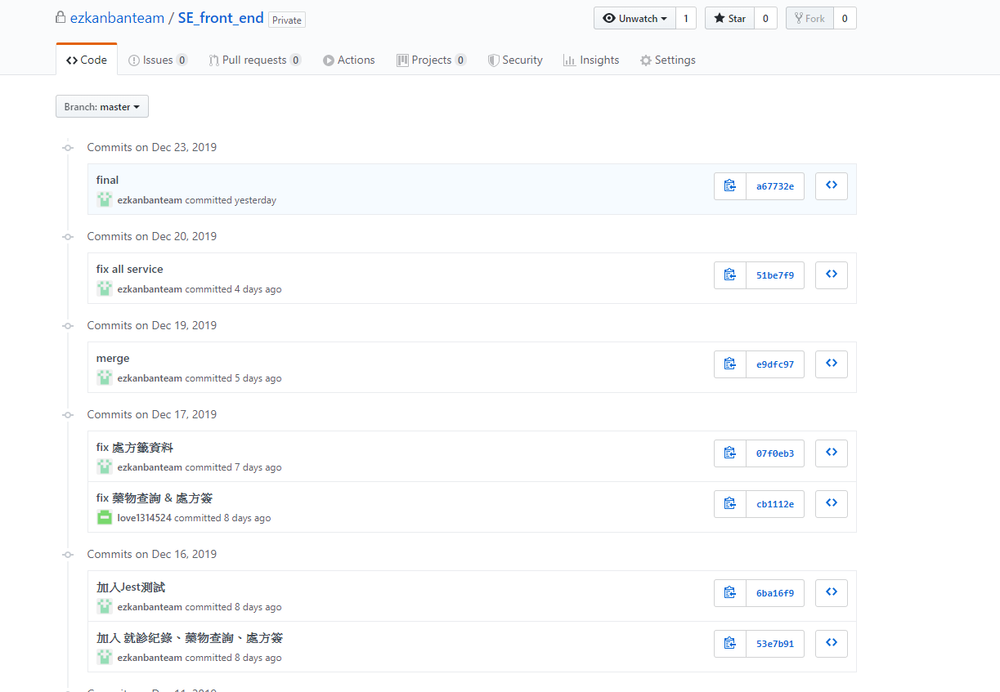 ezkanbanteam / SE_front_end Private Unwatch 1 Star 0 Fork 0
Code Issues 0 Pull requests 0 Actions Projects 0 Security Insights Settings
Branch: master
Commits on Dec 23, 2019
final
ezkanbanteam committed yesterday
a67732e
Commits on Dec 20, 2019
fix all service
ezkanbanteam committed 4 days ago
51be7f9
Commits on Dec 19, 2019
merge
ezkanbanteam committed 5 days ago
e9dfc97
Commits on Dec 17, 2019
fix 處方籤資料
ezkanbanteam committed 7 days ago
07f0eb3
fix 藥物查詢 & 處方簽
love1314524 committed 8 days ago
cb1112e
Commits on Dec 16, 2019
加入Jest測試
ezkanbanteam committed 8 days ago
6ba16f9
加入 就診紀錄、藥物查詢、處方簽
ezkanbanteam committed 8 days ago
53e7b91
Commits on Dec 11, 2019